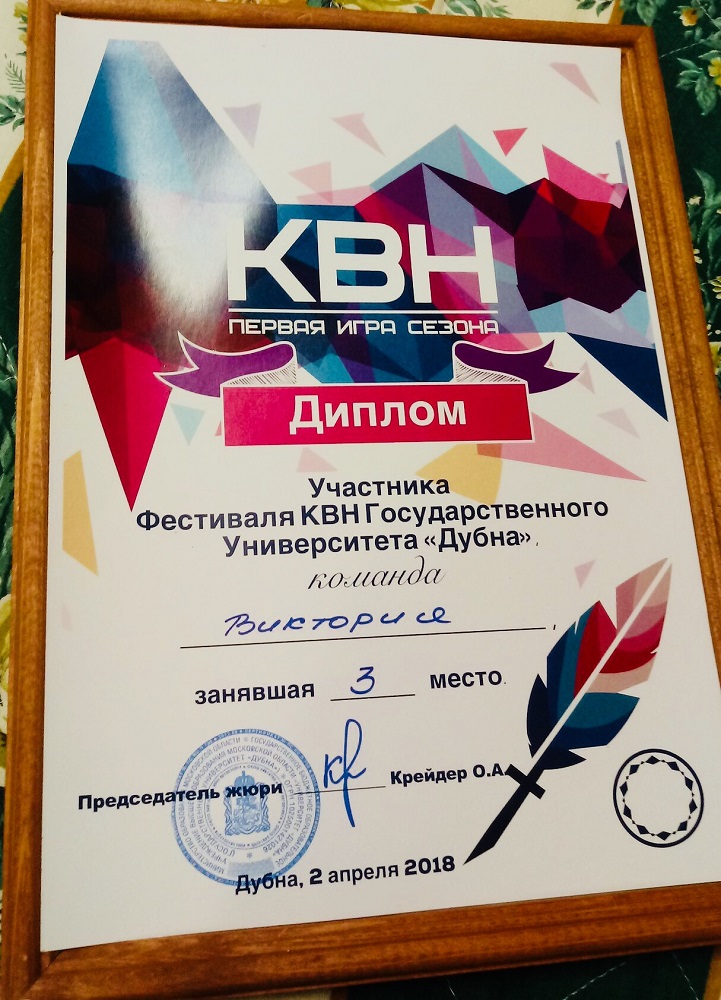 КВН
ПЕРВАЯ ИГРА СЕЗОНА
Диплом
Участника
Фестиваля КВН Государственного
Университета «Дубна»,
команда
Виктория,
занявшая 3 место.
Председатель жюри Крейдер О.А.
Дубна, 2 апреля 2018